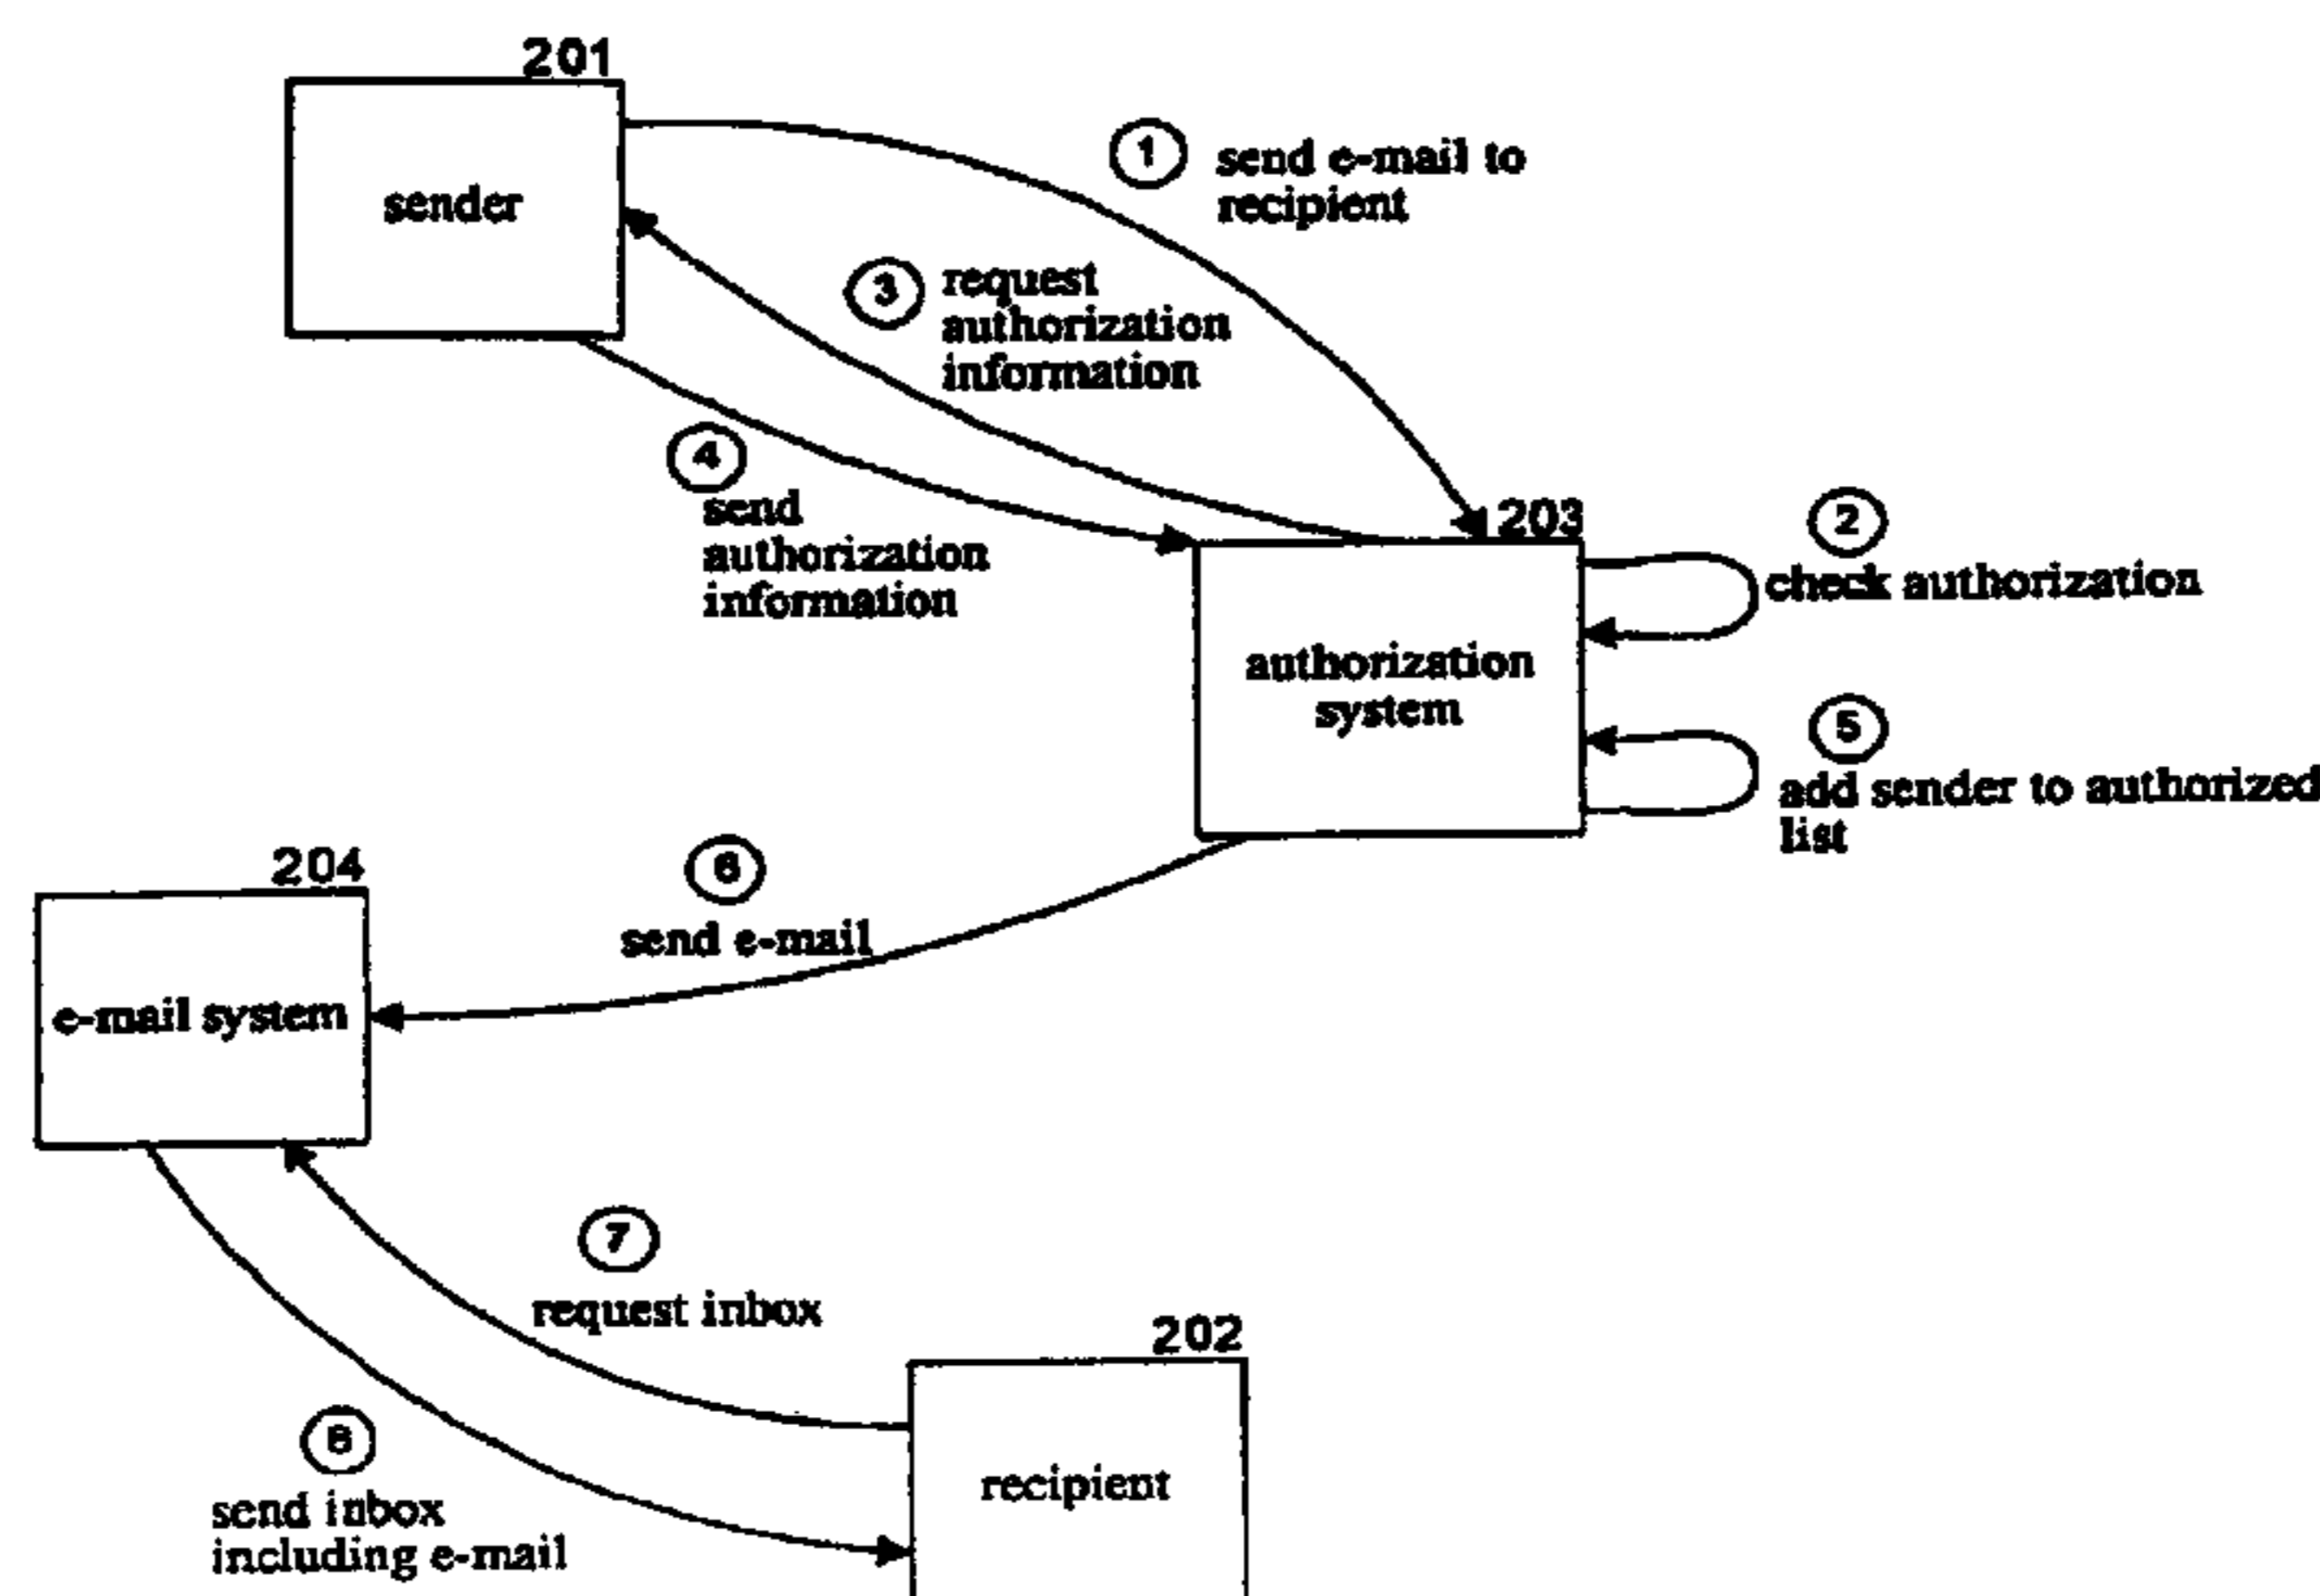 201
sender
1
send e-mail to
recipient
3
request
authorization
information
4
send
authorization
information
203
authorization
system
2
check authorization
5
add sender to authorized
list
204
e-mail system
6
send e-mail
7
request inbox
8
send inbox
including e-mail
202
recipient